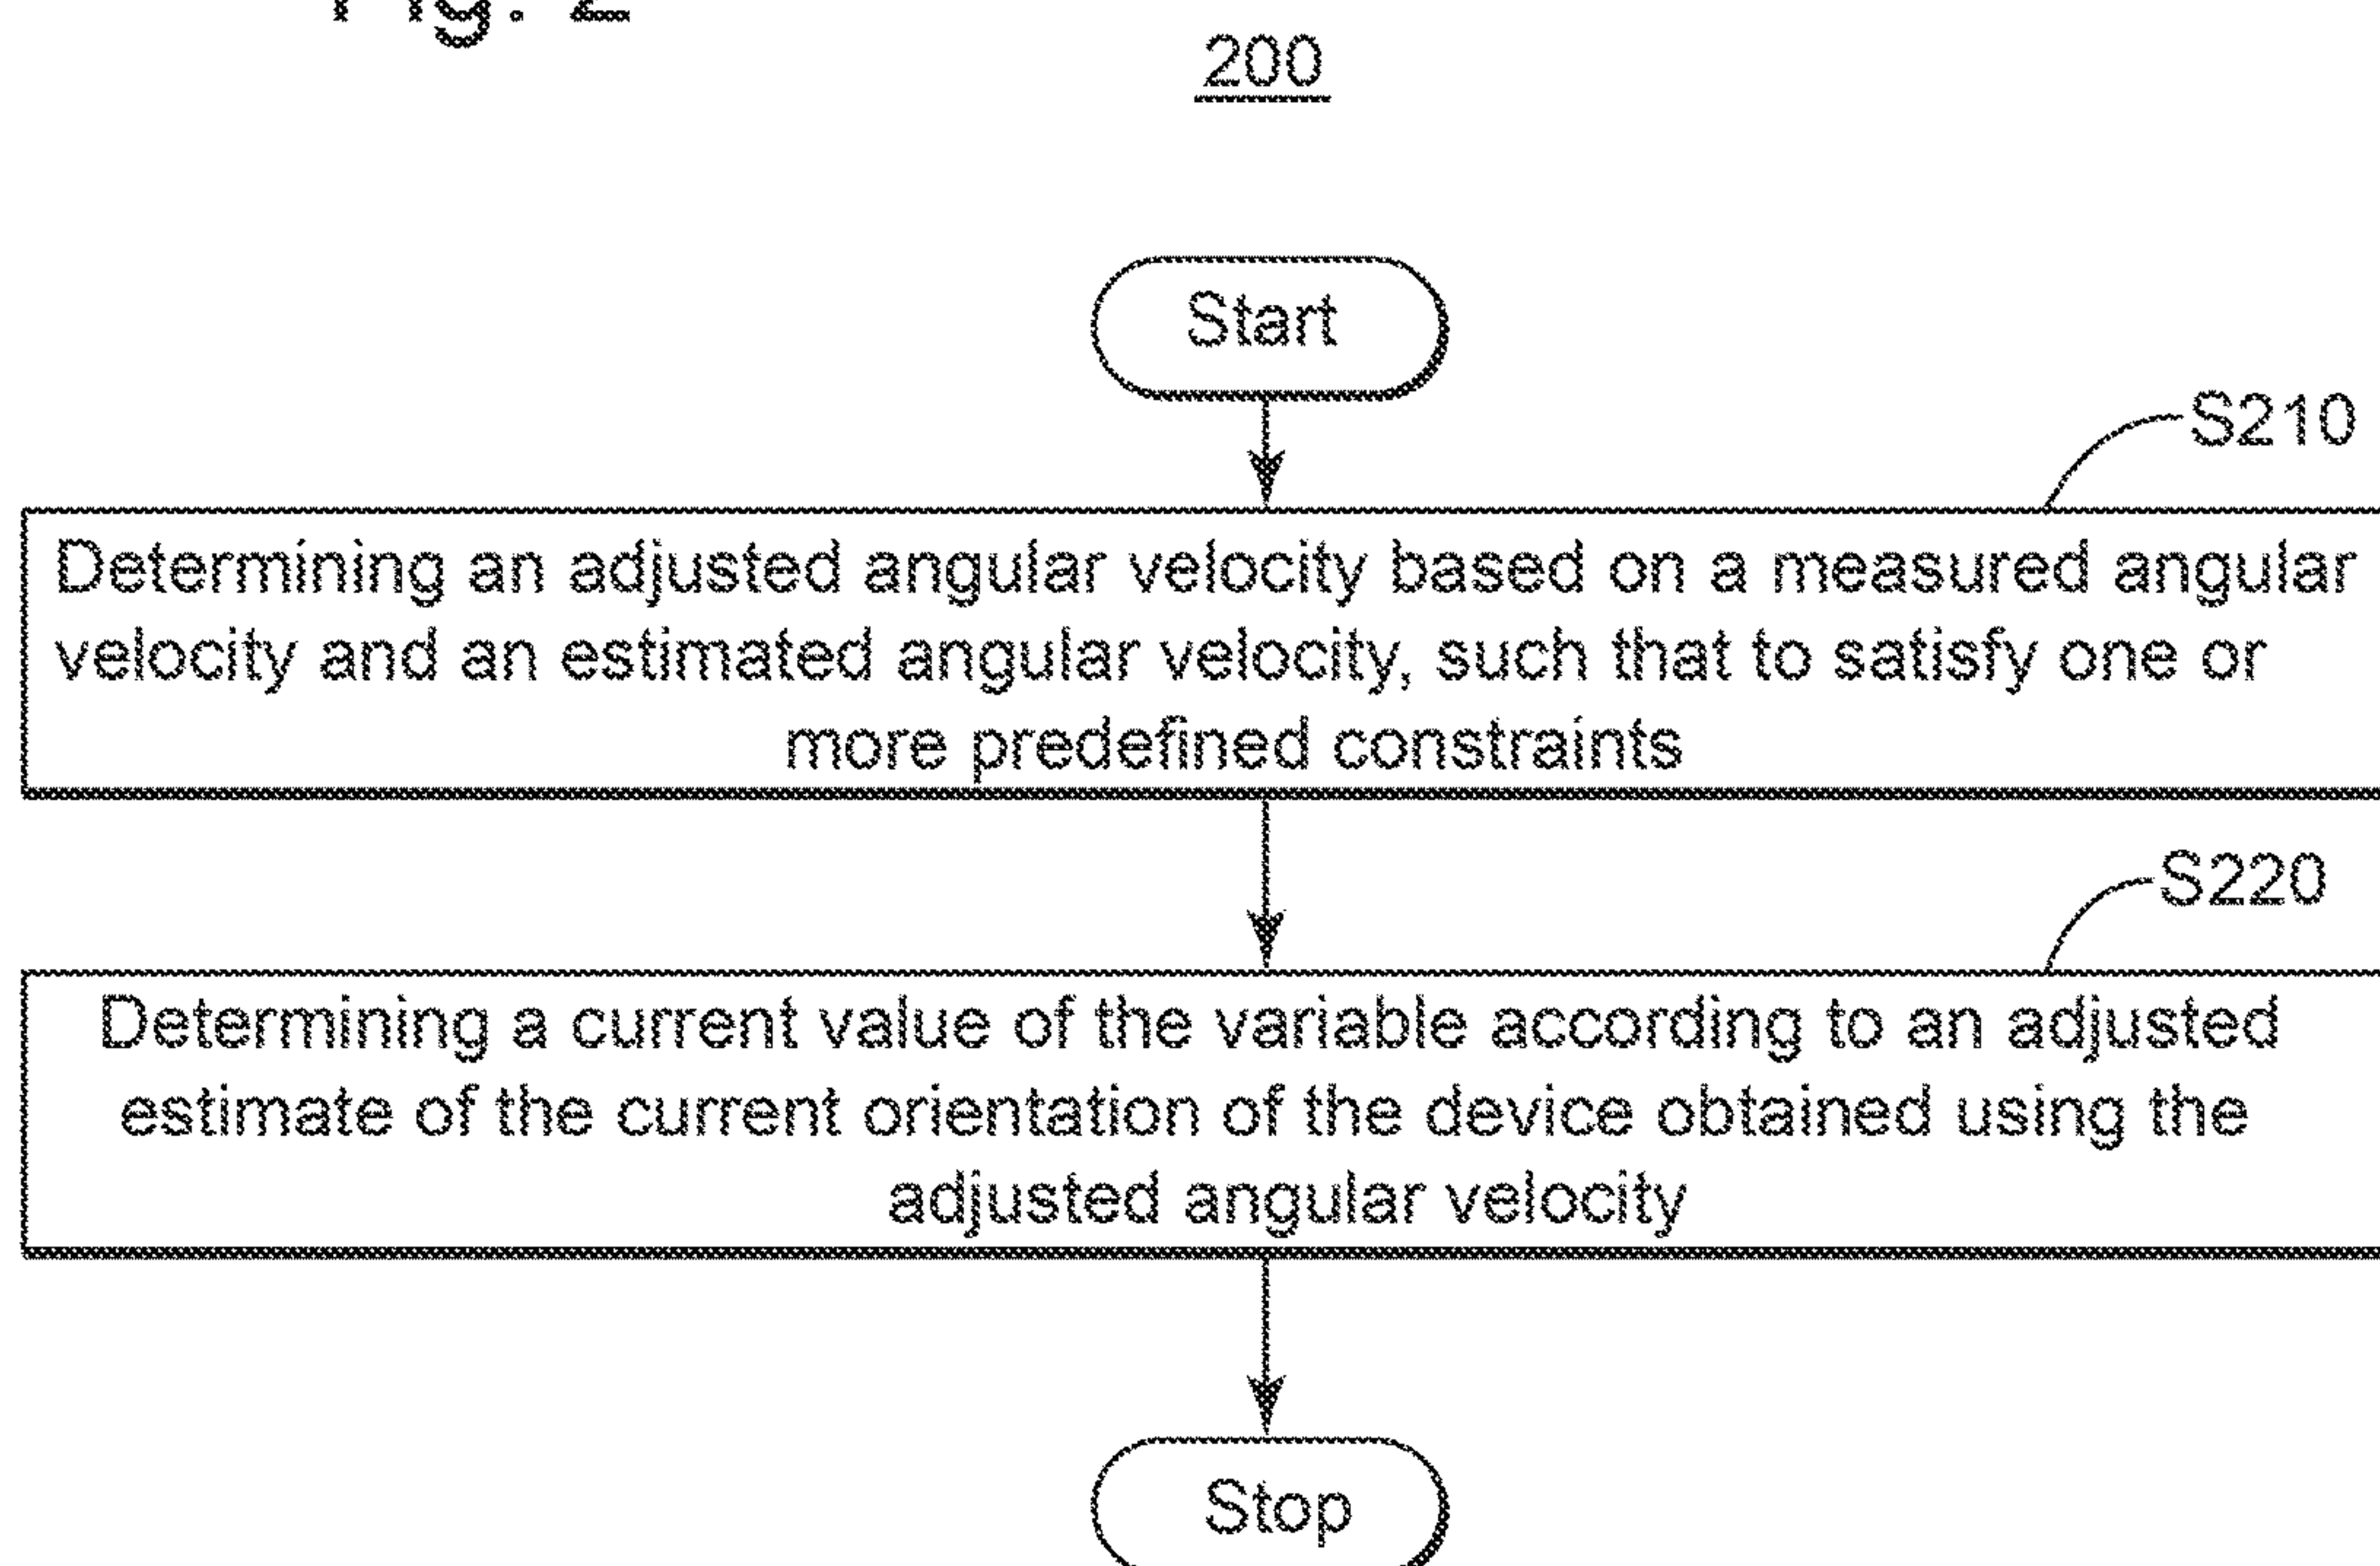 Fig. 2
200
Start
S210
Determining an adjusted angular velocity based on a measured angular
velocity and an estimated angular velocity, such that to satisfy one or
more predefined constraints
S220
Determining a current value of the variable according to an adjusted
estimate of the current orientation of the device obtained using the
adjusted angular velocity
Stop